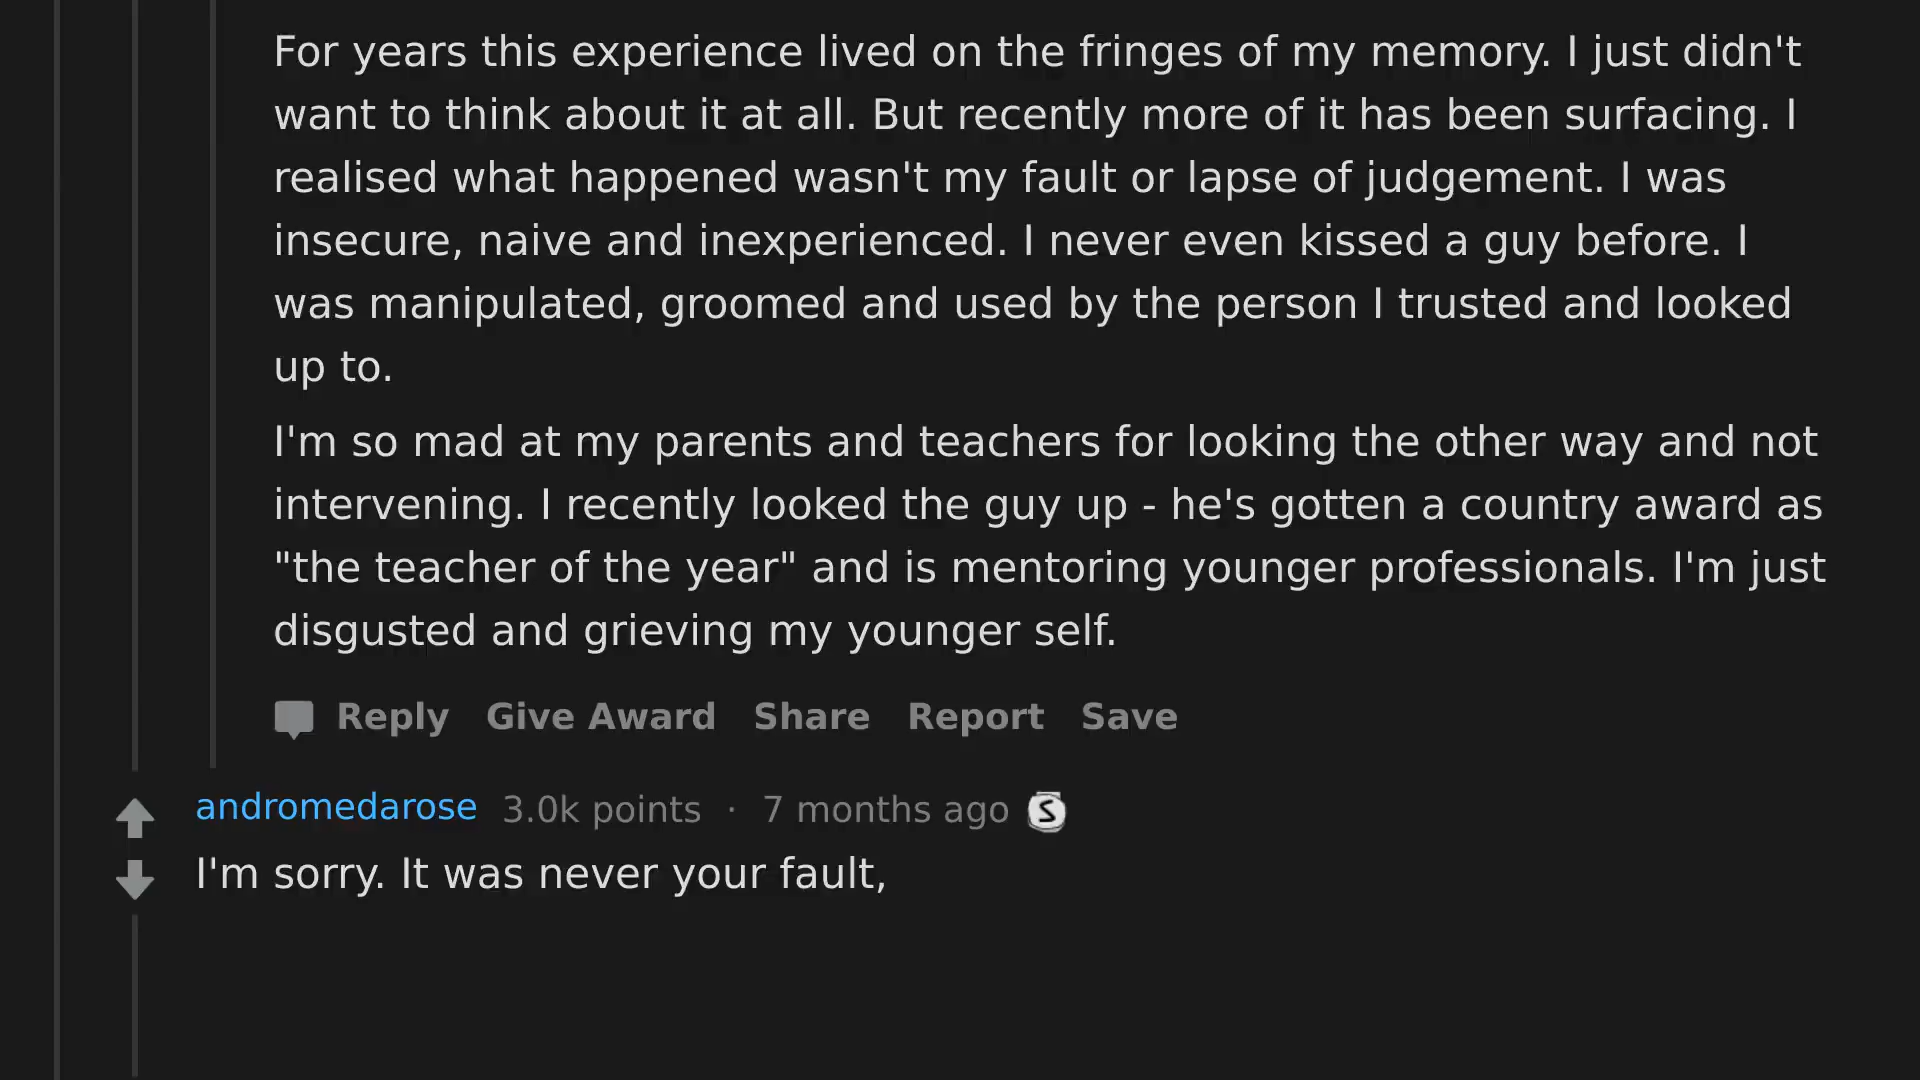 For years this experience lived on the fringes of my memory. I just didn't
want to think about it at all. But recently more of it has been surfacing. I
realised what happened wasn't my fault or lapse of judgement. I was
insecure, naive and inexperienced. I never even kissed a guy before. I
was manipulated, groomed and used by the person I trusted and looked
up to.
I'm so mad at my parents and teachers for looking the other way and not
intervening. I recently looked the guy up - he's gotten a country award as
"the teacher of the year" and is mentoring younger professionals. I'm just
disgusted and grieving my younger self.
Reply Give Award Share Report Save
andromedarose 3.0k points · 7 months ago S
I'm sorry. It was never your fault,